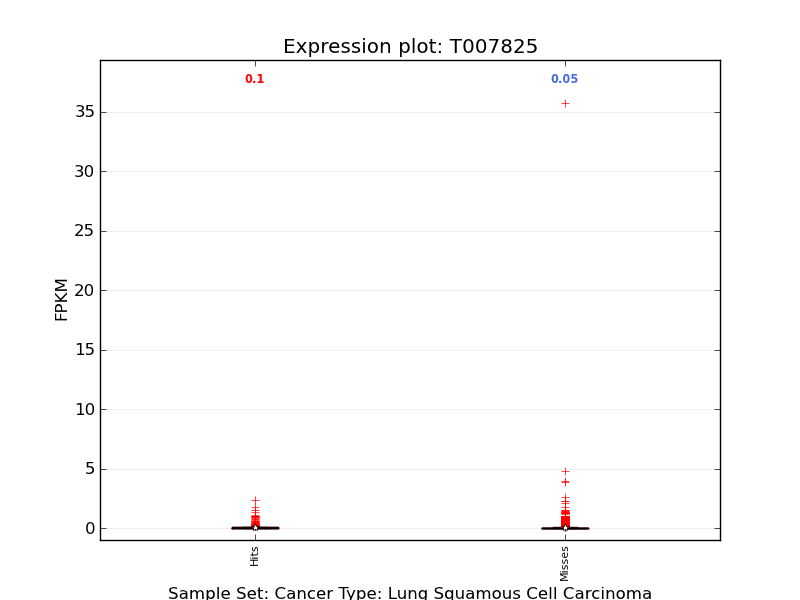 Expression plot: T007825
0.1
0.05
35
30
25
20
15
10
5
0
FPKM
Hits
Misses
Sample Set: Cancer Type: Lung Squamous Cell Carcinoma